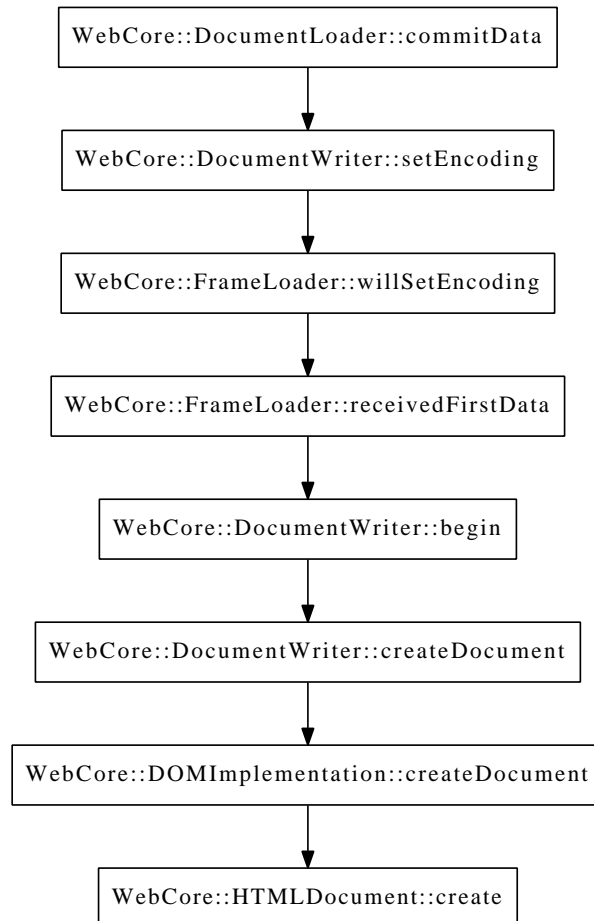 WebCore::DocumentLoader::commitData
WebCore::DocumentWriter::setEncoding
WebCore::FrameLoader::willSetEncoding
WebCore::FrameLoader::receivedFirstData
WebCore::DocumentWriter::begin
WebCore::DocumentWriter::createDocument
WebCore::DOMImplementation::createDocument
WebCore::HTMLDocument::create